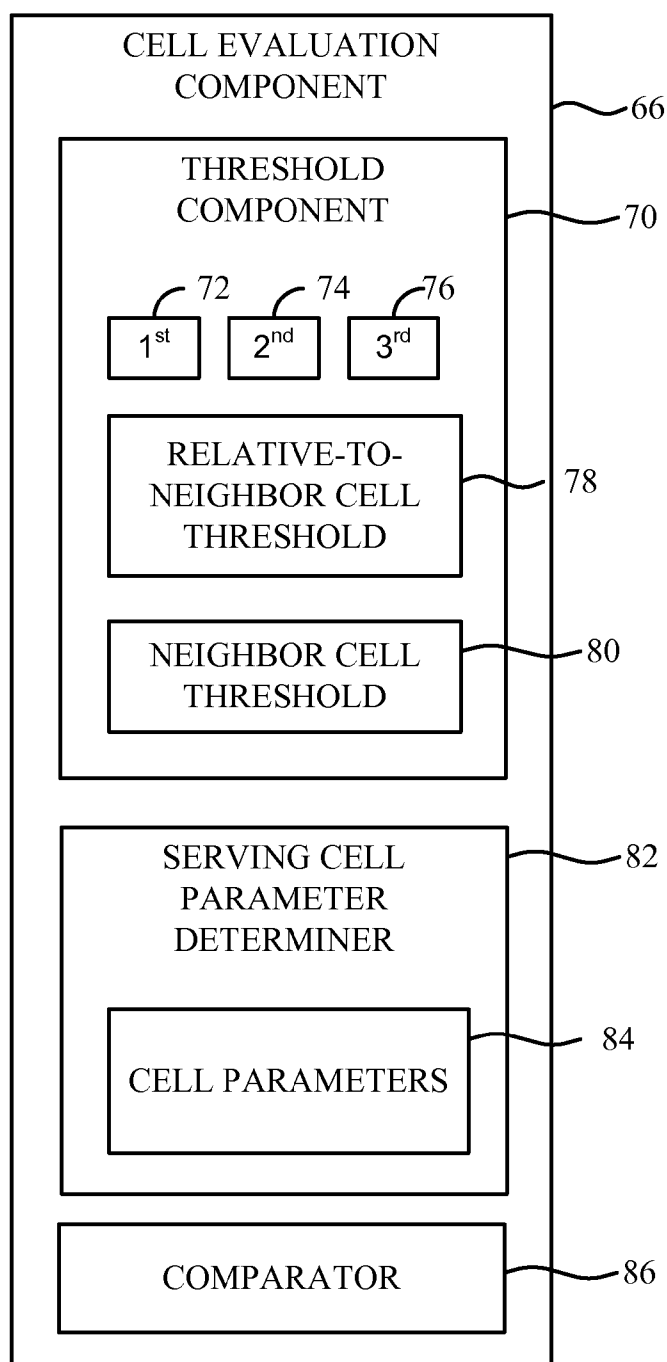 CELL EVALUATION
COMPONENT
66
THRESHOLD
COMPONENT
70
72 74 76
1st 2nd 3rd
RELATIVE-TO-
NEIGHBOR CELL
THRESHOLD
78
NEIGHBOR CELL
THRESHOLD
80
SERVING CELL
PARAMETER
DETERMINER
82
CELL PARAMETERS
84
COMPARATOR
86